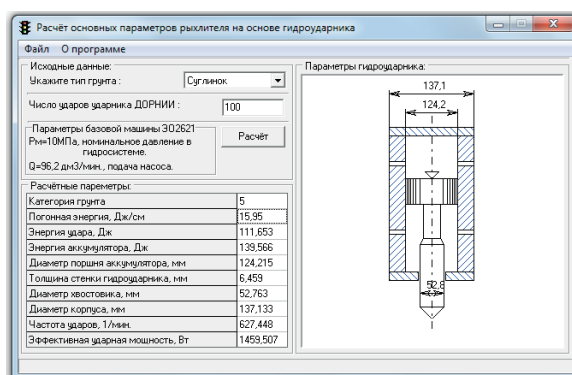 Расчёт основных параметров рыхлителя на основе гидроударника
Файл О программе
Исходные данные:
Укажите тип грунта :
Суглинок
Число ударов ударника ДОРНИИ :
100
Параметры базовой машины ЭО2621
Рм=10МПа, номинальное давление в
гидросистеме.
Q=96,2 дм3/мин., подача насоса.
Расчёт
Расчётные пареметры:
Категория грунта 5
Погонная энергия, Дж/см 15,95
Энергия удара, Дж 111,653
Энергия аккумулятора, Дж 139,566
Диаметр поршня аккумулятора, мм 124,215
Толщина стенки гидроударника, мм 6,459
Диаметр хвостовика, мм 52,763
Диаметр корпуса, мм 137,133
Частота ударов, 1/мин. 627,448
Эффективная ударная мощность, Вт 1459,507
Параметры гидроударника:
137,1
124,2
52,8